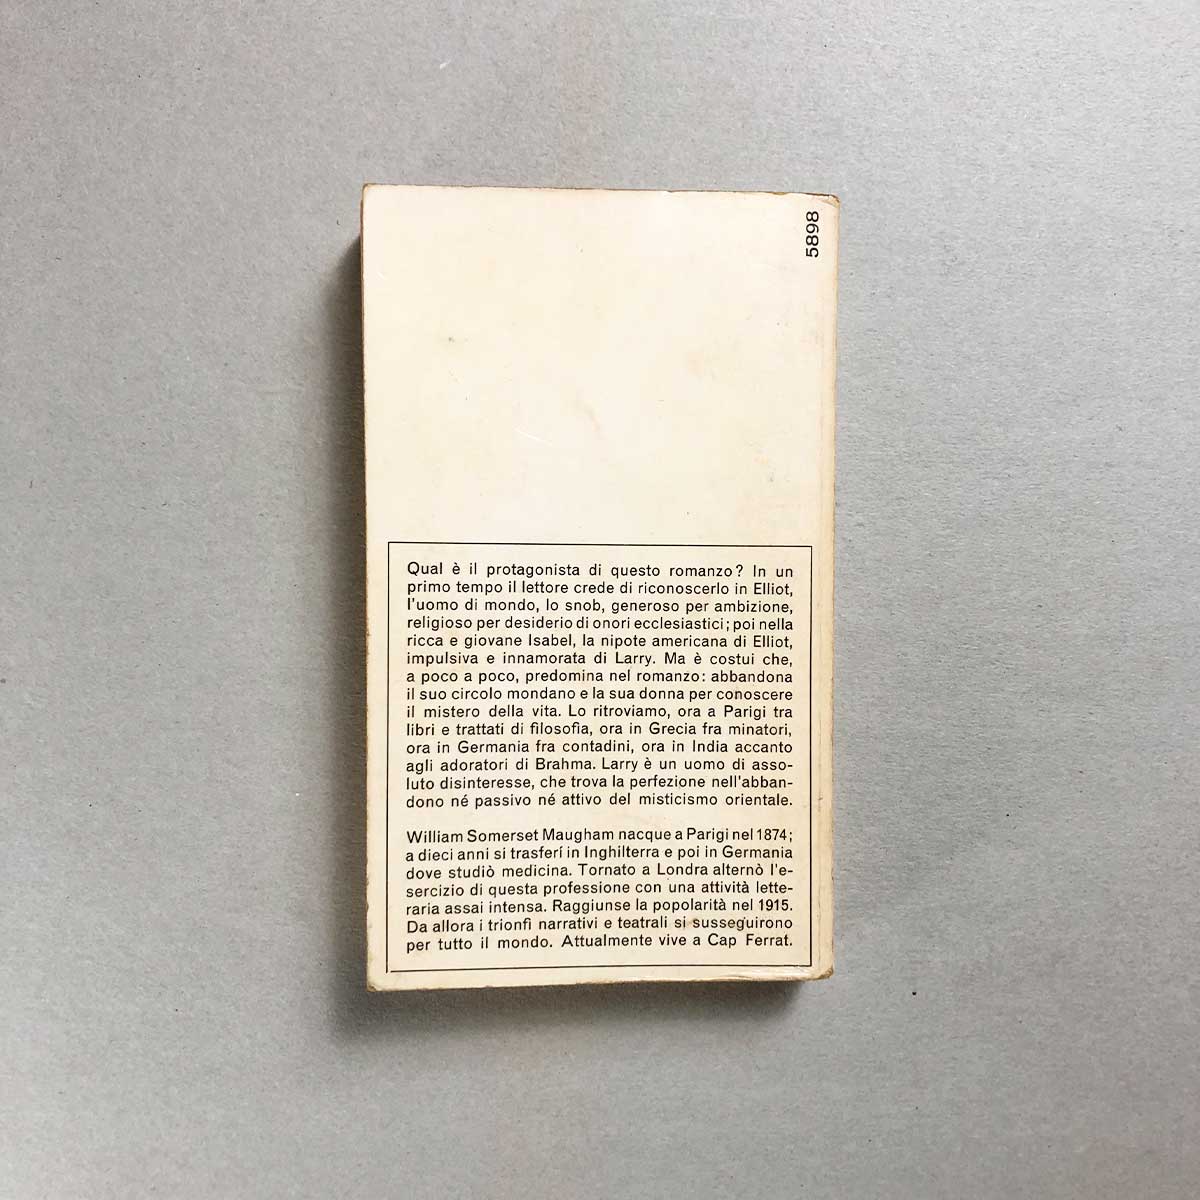 5898
Qual è il protagonista di questo romanzo? In un
primo tempo il lettore crede di riconoscerlo in Elliot,
l'uomo di mondo, lo snob, generoso per ambizione,
religioso per desiderio di onori ecclesiastici; poi nella
ricca e giovane Isabel, la nipote americana di Elliot,
impulsiva e innamorata di Larry. Ma è costui che,
a poco a poco, predomina nel romanzo: abbandona
il suo circolo mondano e la sua donna per conoscere
il mistero della vita. Lo ritroviamo, ora a Parigi tra
libri e trattati di filosofia, ora in Grecia fra minatori,
ora in Germania fra contadini, ora in India accanto
agli adoratori di Brahma. Larry è un uomo di asso-
luto disinteresse, che trova la perfezione nell'abban-
dono né passivo né attivo del misticismo orientale.
William Somerset Maugham nacque a Parigi nel 1874;
a dieci anni si trasferí in Inghilterra e poi in Germania
dove studiò medicina. Tornato a Londra alternò l'e-
sercizio di questa professione con una attività lette-
raria assai intensa. Raggiunse la popolarità nel 1915.
Da allora i trionfi narrativi e teatrali si susseguirono
per tutto il mondo. Attualmente vive a Cap Ferrat.